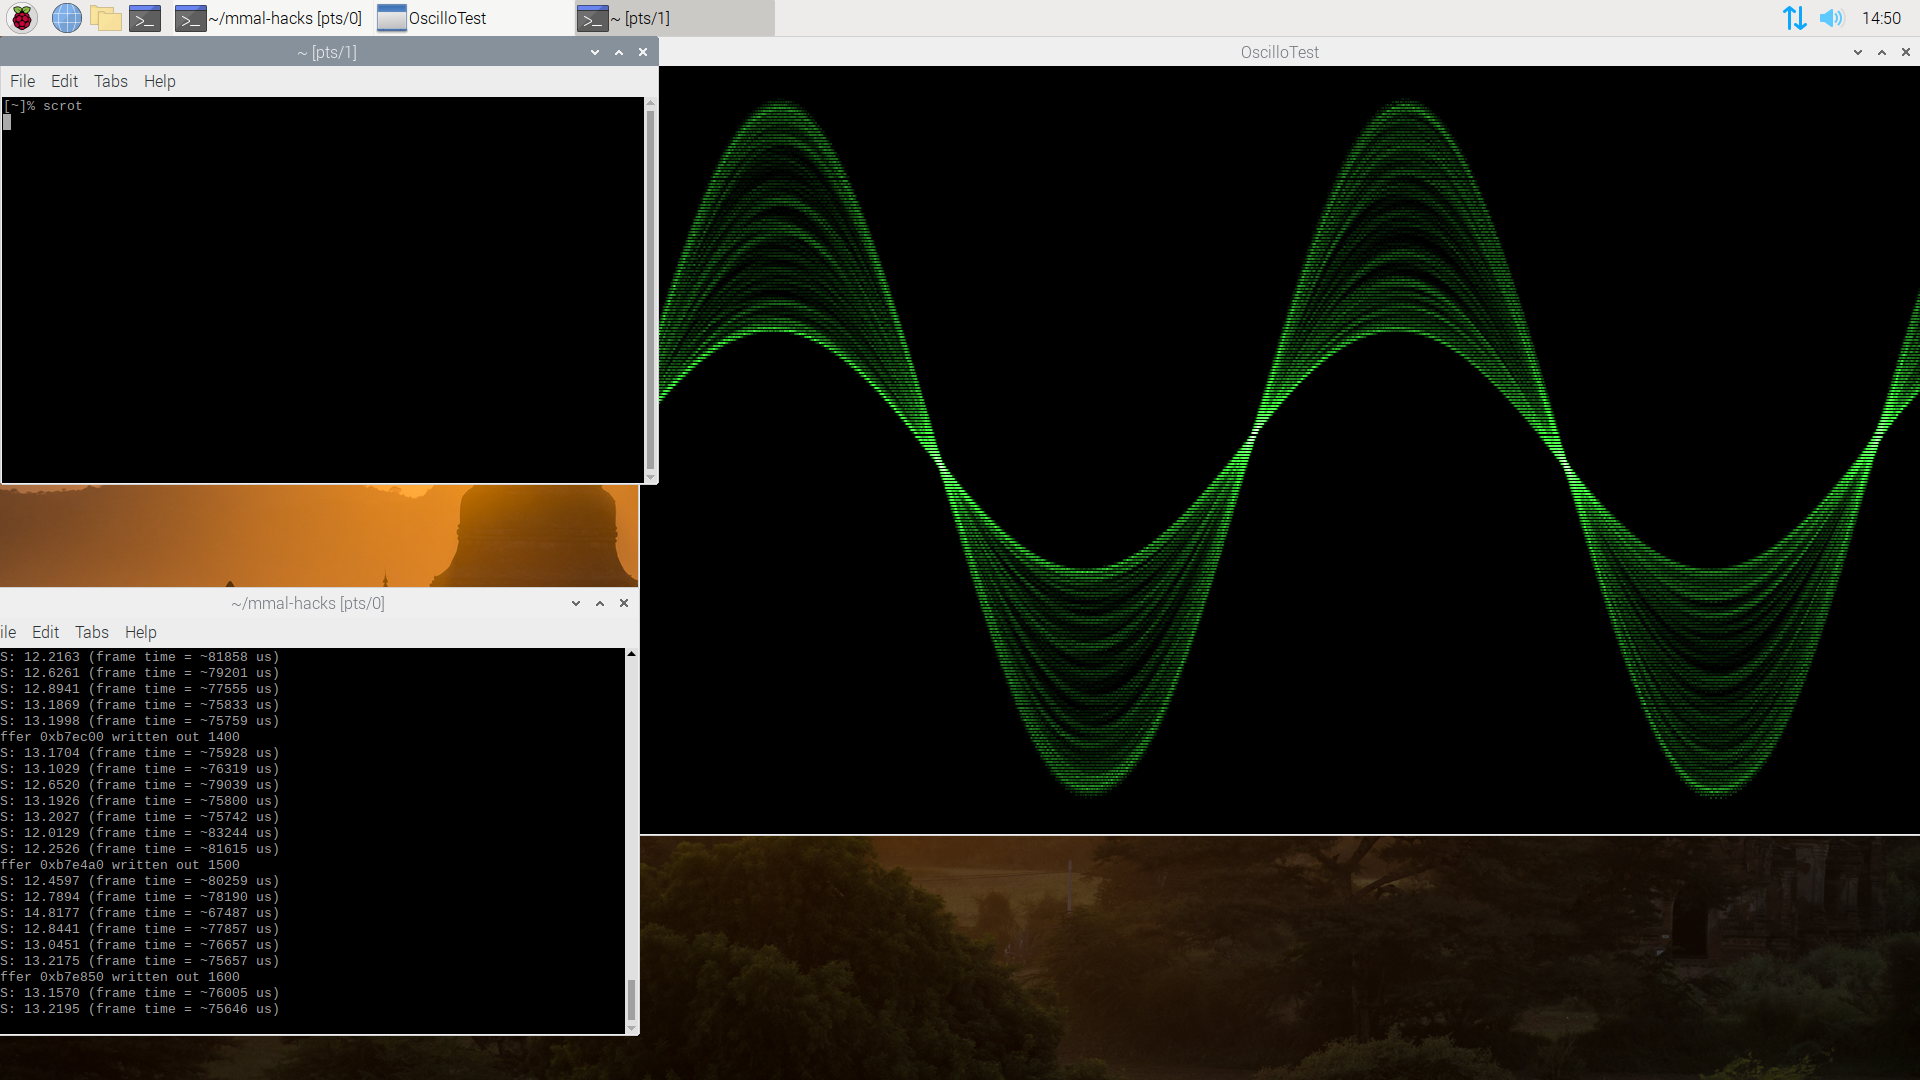 ~/mmal-hacks [pts/0] OscilloTest ~ [pts/1] 14:50
~ [pts/1]
File Edit Tabs Help
[~]% scrot
OscilloTest
~/mmal-hacks [pts/0]
ile Edit Tabs Help
S: 12.2163 (frame time = ~81858 us)
S: 12.6261 (frame time = ~79201 us)
S: 12.8941 (frame time = ~77555 us)
S: 13.1869 (frame time = ~75833 us)
S: 13.1998 (frame time = ~75759 us)
ffer 0xb7ec00 written out 1400
S: 13.1704 (frame time = ~75928 us)
S: 13.1029 (frame time = ~76319 us)
S: 12.6520 (frame time = ~79039 us)
S: 13.1926 (frame time = ~75800 us)
S: 13.2027 (frame time = ~75742 us)
S: 12.0129 (frame time = ~83244 us)
S: 12.2526 (frame time = ~81615 us)
ffer 0xb7e4a0 written out 1500
S: 12.4597 (frame time = ~80259 us)
S: 12.7894 (frame time = ~78190 us)
S: 14.8177 (frame time = ~67487 us)
S: 12.8441 (frame time = ~77857 us)
S: 13.0451 (frame time = ~76657 us)
S: 13.2175 (frame time = ~75657 us)
ffer 0xb7e850 written out 1600
S: 13.1570 (frame time = ~76005 us)
S: 13.2195 (frame time = ~75646 us)